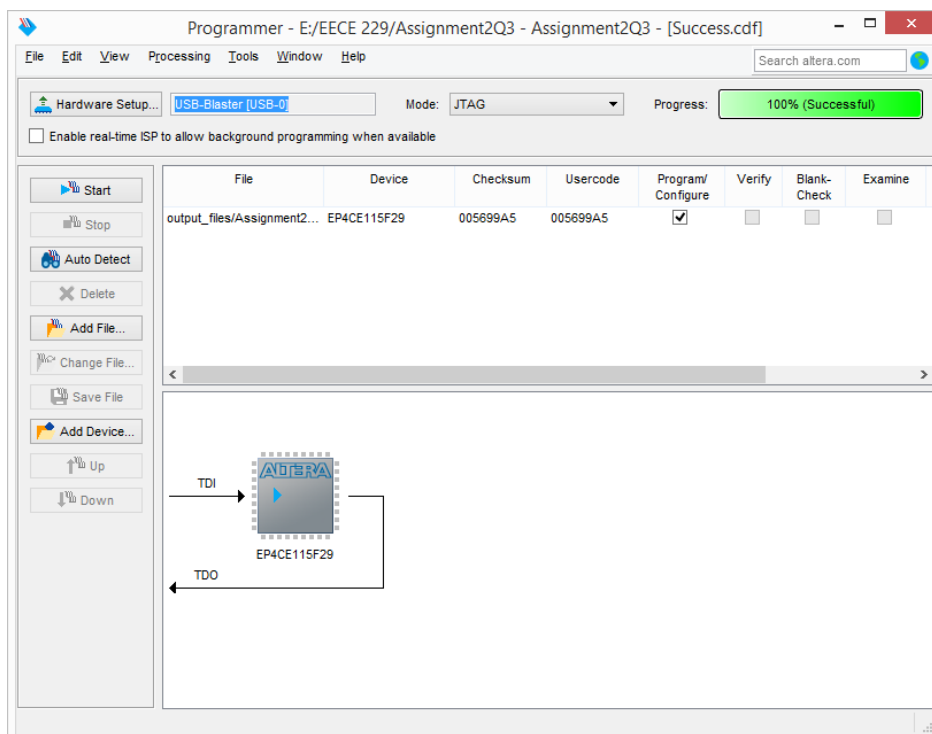 Programmer - E:/EECE 229/Assignment2Q3 - Assignment2Q3 - [Success.cdf]
File Edit View Processing Tools Window Help
Search altera.com
Hardware Setup... USB-Blaster [USB-0] Mode: JTAG Progress: 100% (Successful)
Enable real-time ISP to allow background programming when available
Start
Stop
Auto Detect
Delete
Add File...
Change File...
Save File
Add Device...
Up
Down
File Device Checksum Usercode Program/ Verify Blank- Examine
Configure Check
output_files/Assignment2... EP4CE115F29 005699A5 005699A5
TDI
ALTERA
EP4CE115F29
TDO